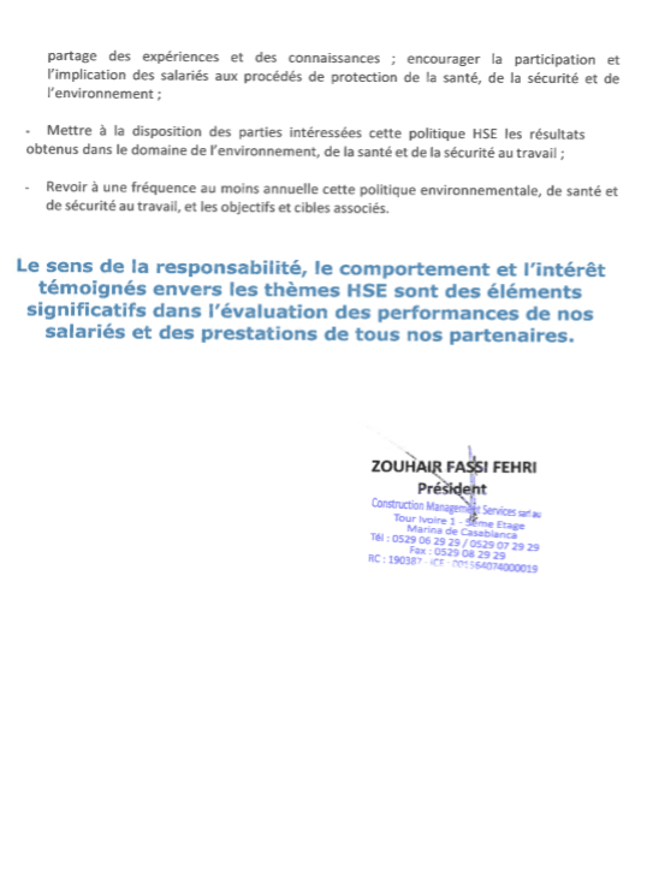 partage des expériences et des connaissances ; encourager la participation et
l'implication des salariés aux procédés de protection de la santé, de la sécurité et de
l'environnement ;
- Mettre à la disposition des parties intéressées cette politique HSE les résultats
obtenus dans le domaine de l'environnement, de la santé et de la sécurité au travail ;
- Revoir à une fréquence au moins annuelle cette politique environnementale, de santé et
de sécurité au travail, et les objectifs et cibles associés.
Le sens de la responsabilité, le comportement et l'intérêt
témoignés envers les thèmes HSE sont des éléments
significatifs dans l'évaluation des performances de nos
salariés et des prestations de tous nos partenaires.
ZOUHAIR FASSI FEHRI
Président
Construction Management Services sarl au
Tour Ivoire 1 - 3ème Etage
Marina de Casablanca
Tél : 0529 06 29 29 / 0529 07 29 29
Fax : 0529 08 29 29
RC : 190387 - ICE : 001564074000019